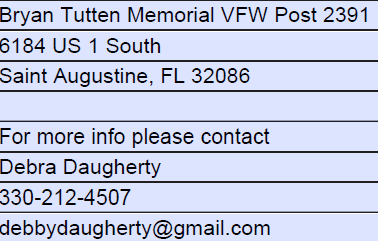 Bryan Tutten Memorial VFW Post 2391
6184 US 1 South
Saint Augustine, FL 32086
For more info please contact
Debra Daugherty
330-212-4507
debbydaugherty@gmail.com